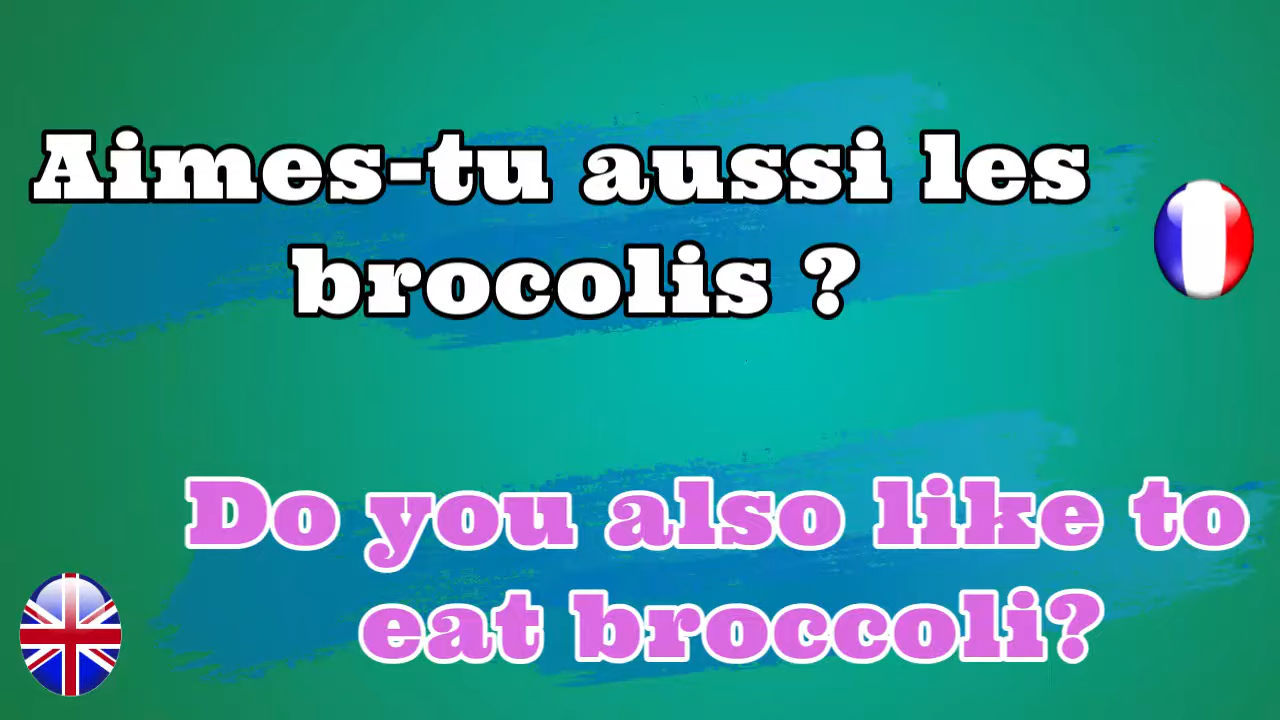 Aimes-tu aussi les
brocolis ?
Do you also like to
eat broccoli?